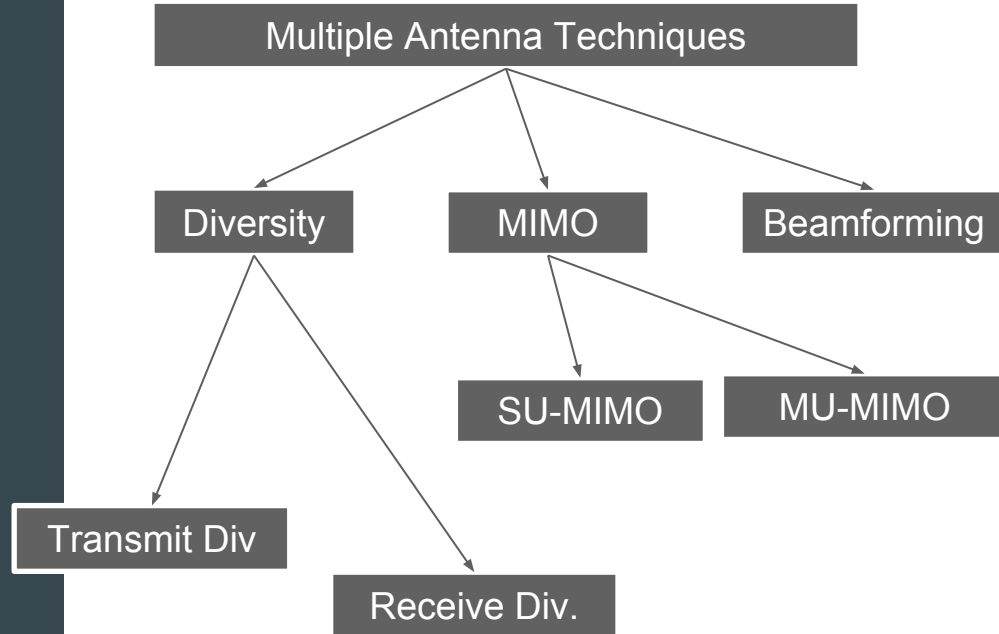 Multiple Antenna Techniques
Diversity
MIMO
Beamforming
SU-MIMO
MU-MIMO
Transmit Div
Receive Div.